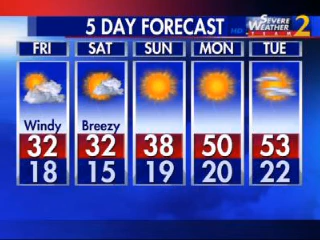 5 DAY FORECAST
SEVERE
WEATHER
TEAM 2
FRI SAT SUN MON TUE
Windy Breezy
32 32 38 50 53
18 15 19 20 22